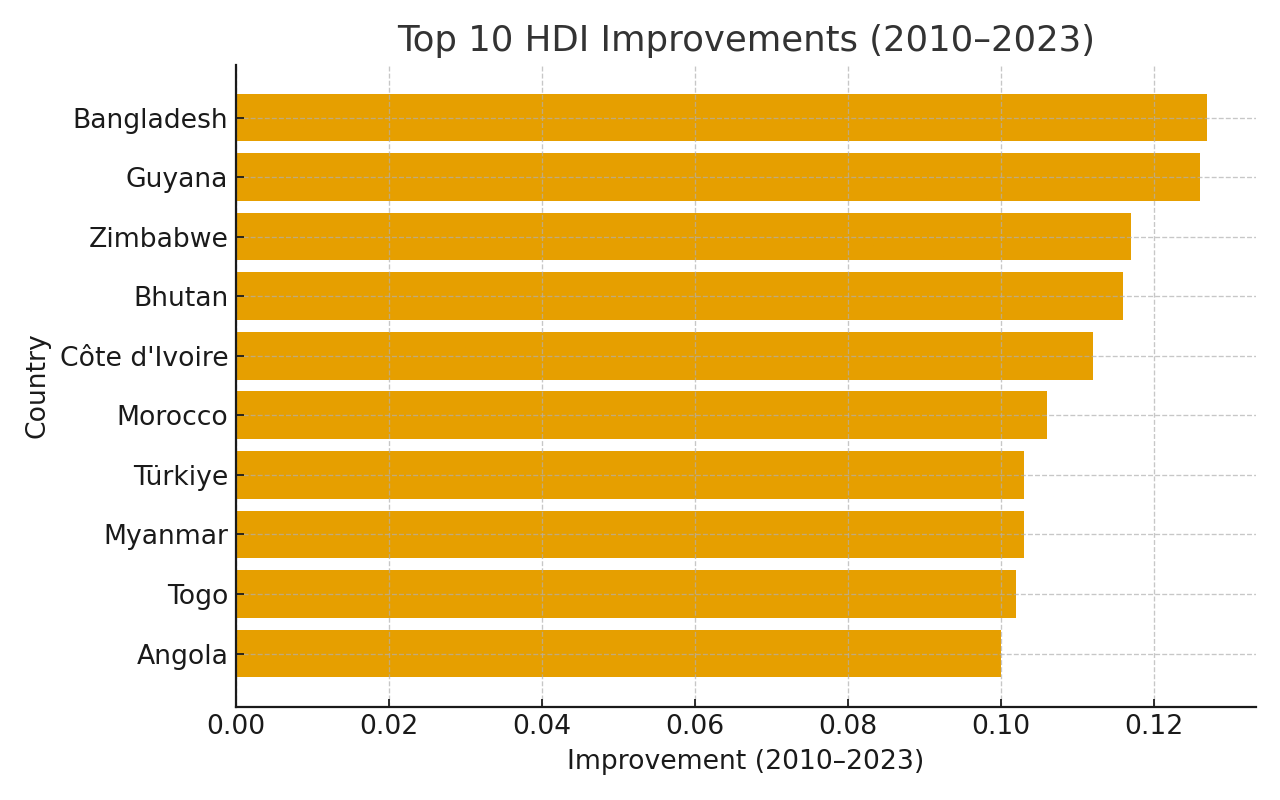 Top 10 HDI Improvements (2010–2023)
Bangladesh
Guyana
Zimbabwe
Bhutan
Côte d'Ivoire
Morocco
Türkiye
Myanmar
Togo
Angola
Country
0.00 0.02 0.04 0.06 0.08 0.10 0.12
Improvement (2010–2023)